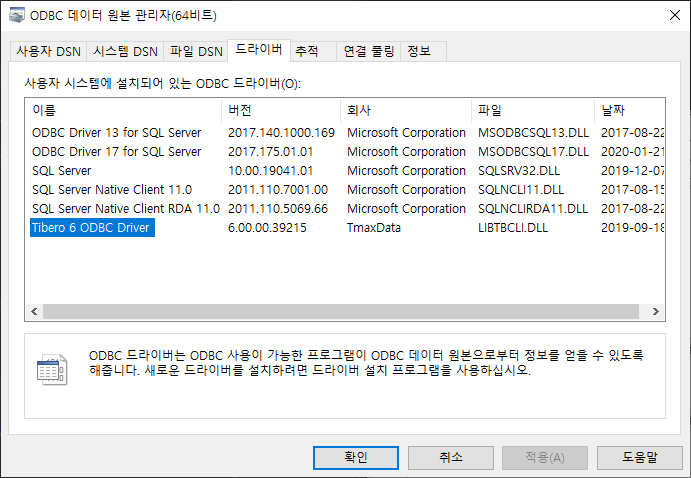 ODBC 데이터 원본 관리자(64비트)
사용자 DSN 시스템 DSN 파일 DSN 드라이버 추적 연결 풀링 정보
사용자 시스템에 설치되어 있는 ODBC 드라이버(O):
이름 버전 회사 파일 날짜
ODBC Driver 13 for SQL Server 2017.140.1000.169 Microsoft Corporation MSODBCSQL13.DLL 2017-08-22
ODBC Driver 17 for SQL Server 2017.175.01.01 Microsoft Corporation MSODBCSQL17.DLL 2020-01-21
SQL Server 10.00.19041.01 Microsoft Corporation SQLSRV32.DLL 2019-12-07
SQL Server Native Client 11.0 2011.110.7001.00 Microsoft Corporation SQLNCLI11.DLL 2017-08-15
SQL Server Native Client RDA 11.0 2011.110.5069.66 Microsoft Corporation SQLNCLIRDA11.DLL 2017-08-22
Tibero 6 ODBC Driver 6.00.00.39215 TmaxData LIBTBCLI.DLL 2019-09-18
ODBC 드라이버는 ODBC 사용이 가능한 프로그램이 ODBC 데이터 원본으로부터 정보를 얻을 수 있도록
해줍니다. 새로운 드라이버를 설치하려면 드라이버 설치 프로그램을 사용하십시오.
확인 취소 적용(A) 도움말